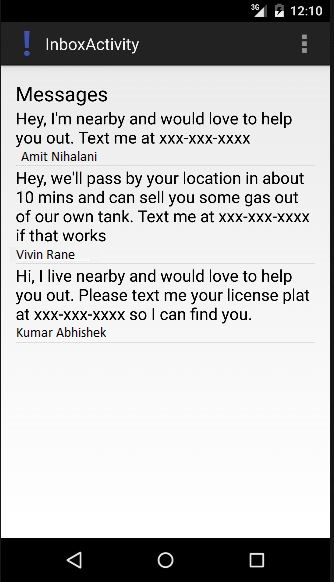 3G 12:10
InboxActivity
Messages
Hey, I'm nearby and would love to help
you out. Text me at xxx-xxx-xxxx
Amit Nihalani
Hey, we'll pass by your location in about
10 mins and can sell you some gas out
of our own tank. Text me at xxx-xxx-xxxx
if that works
Vivin Rane
Hi, I live nearby and would love to help
you out. Please text me your license plat
at xxx-xxx-xxxx so I can find you.
Kumar Abhishek